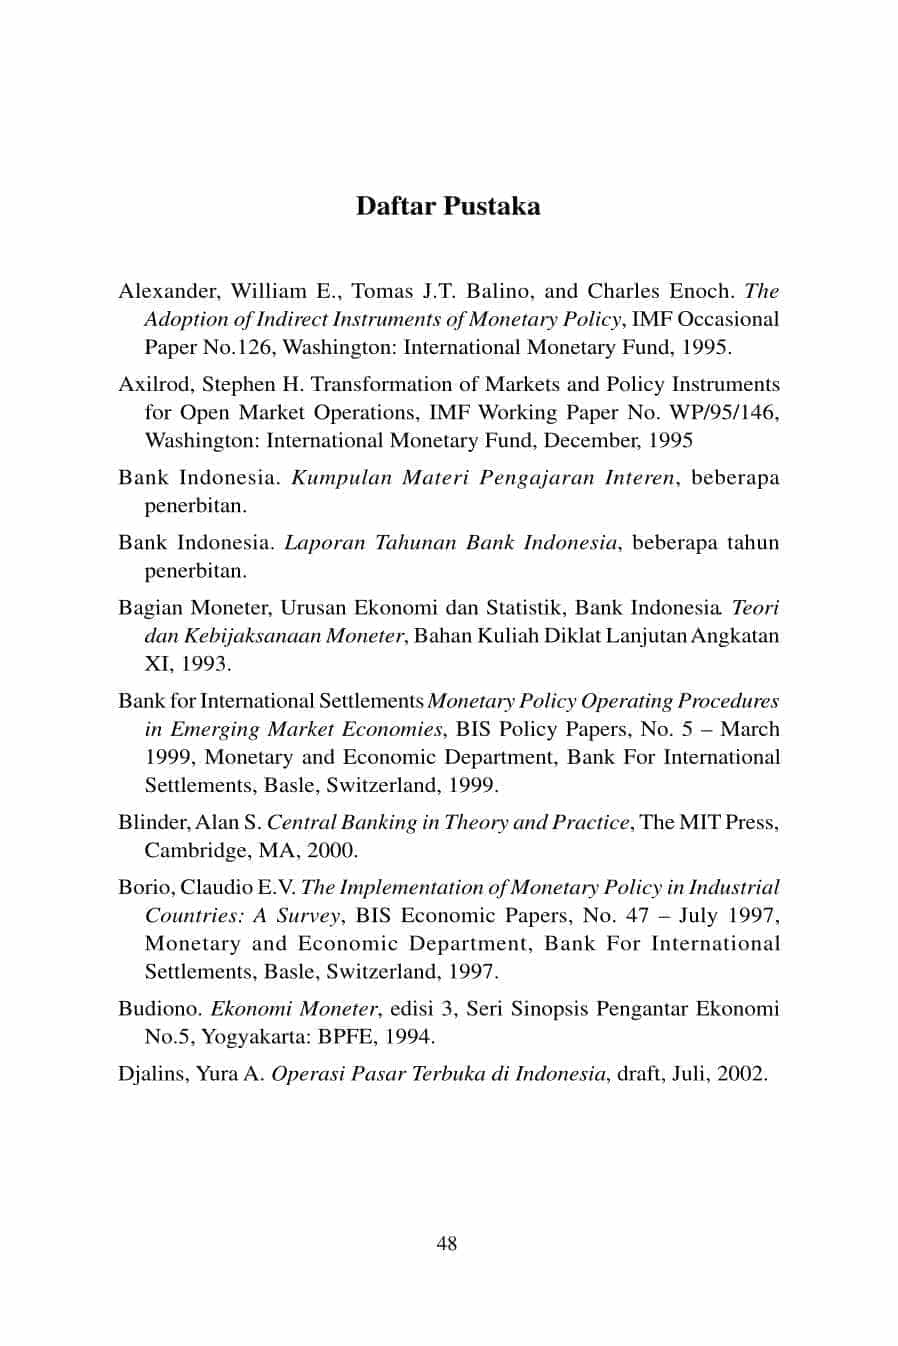 Daftar Pustaka
Alexander, William E., Tomas J.T. Balino, and Charles Enoch. The
Adoption of Indirect Instruments of Monetary Policy, IMF Occasional
Paper No.126, Washington: International Monetary Fund, 1995.
Axilrod, Stephen H. Transformation of Markets and Policy Instruments
for Open Market Operations, IMF Working Paper No. WP/95/146,
Washington: International Monetary Fund, December, 1995
Bank Indonesia. Kumpulan Materi Pengajaran Interen, beberapa
penerbitan.
Bank Indonesia. Laporan Tahunan Bank Indonesia, beberapa tahun
penerbitan.
Bagian Moneter, Urusan Ekonomi dan Statistik, Bank Indonesia. Teori
dan Kebijaksanaan Moneter, Bahan Kuliah Diklat Lanjutan Angkatan
XI, 1993.
Bank for International Settlements Monetary Policy Operating Procedures
in Emerging Market Economies, BIS Policy Papers, No. 5 – March
1999, Monetary and Economic Department, Bank For International
Settlements, Basle, Switzerland, 1999.
Blinder, Alan S. Central Banking in Theory and Practice, The MIT Press,
Cambridge, MA, 2000.
Borio, Claudio E.V. The Implementation of Monetary Policy in Industrial
Countries: A Survey, BIS Economic Papers, No. 47 – July 1997,
Monetary and Economic Department, Bank For International
Settlements, Basle, Switzerland, 1997.
Budiono. Ekonomi Moneter, edisi 3, Seri Sinopsis Pengantar Ekonomi
No.5, Yogyakarta: BPFE, 1994.
Djalins, Yura A. Operasi Pasar Terbuka di Indonesia, draft, Juli, 2002.
48